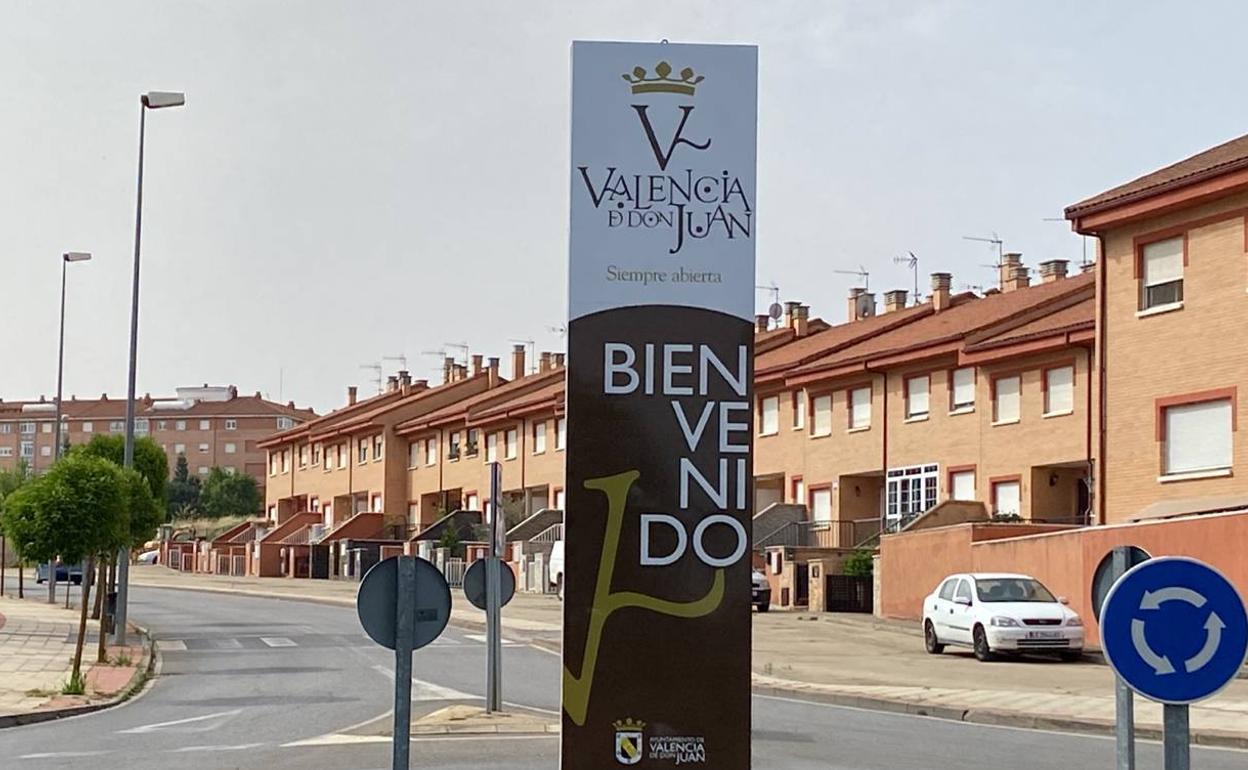 V
VALENCIA
D DON JUAN
Siempre abierta
BIEN
VE
NI
DO
AYUNTAMIENTO DE
VALENCIA
DE DON JUAN